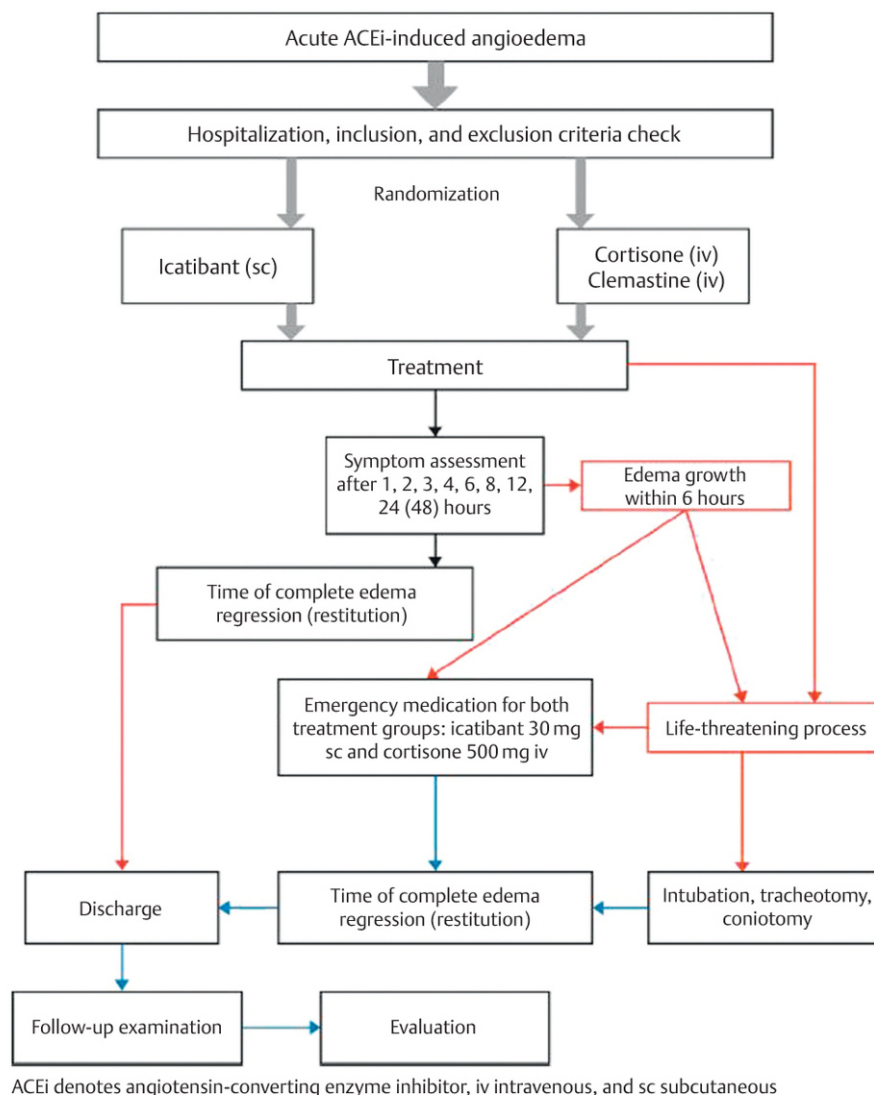 Acute ACEi-induced angioedema
Hospitalization, inclusion, and exclusion criteria check
Randomization
Icatibant (sc)
Cortisone (iv)
Clemastine (iv)
Treatment
Symptom assessment
after 1, 2, 3, 4, 6, 8, 12,
24 (48) hours
Edema growth
within 6 hours
Time of complete edema
regression (restitution)
Emergency medication for both
treatment groups: icatibant 30 mg
sc and cortisone 500 mg iv
Life-threatening process
Discharge
Time of complete edema
regression (restitution)
Intubation, tracheotomy,
coniotomy
Follow-up examination
Evaluation
ACEi denotes angiotensin-converting enzyme inhibitor, iv intravenous, and sc subcutaneous